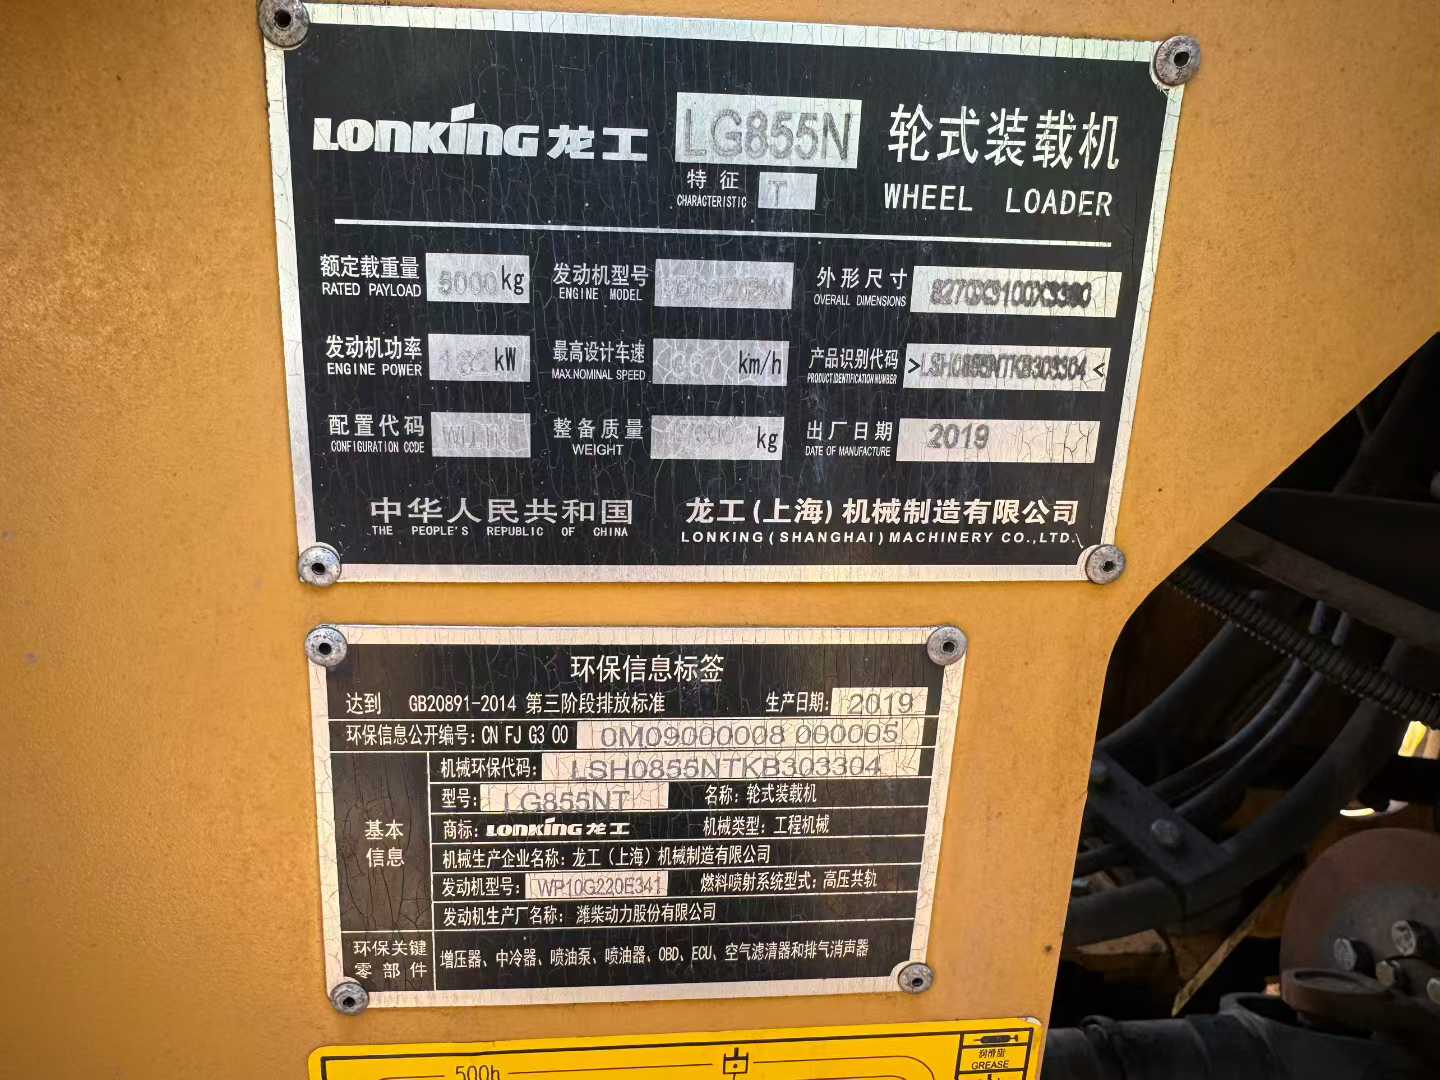 LONKING 龙工 LG855N 轮式装载机
特征 T
CHARACTERISTIC
WHEEL LOADER
额定载重量 5000 kg 发动机型号 外形尺寸 8270X3100X3380
RATED PAYLOAD ENGINE MODEL OVERALL DIMENSIONS
发动机功率 162 kW 最高设计车速 km/h 产品识别代码 >LSH0855NTKB303304<
ENGINE POWER MAX.NOMINAL SPEED PRODUCT IDENTIFICATION NUMBER
配置代码 整备质量 kg 出厂日期 2019
CONFIGURATION CODE WEIGHT DATE OF MANUFACTURE
中华人民共和国 龙工(上海)机械制造有限公司
THE PEOPLE'S REPUBLIC OF CHINA LONKING(SHANGHAI)MACHINERY CO.,LTD.
环保信息标签
达到 GB20891-2014 第三阶段排放标准 生产日期: 2019
环保信息公开编号: CN FJ G3 00 0M09000008 000005
机械环保代码: LSH0855NTKB303304
型号: LG855NT 名称: 轮式装载机
基本信息
商标: LONKING 龙工 机械类型: 工程机械
机械生产企业名称: 龙工(上海)机械制造有限公司
发动机型号: WP10G220E341 燃料喷射系统型式: 高压共轨
发动机生产厂名称: 潍柴动力股份有限公司
环保关键零部件
增压器、中冷器、喷油泵、喷油器、OBD、ECU、空气滤清器和排气消声器
500h
润滑脂
GREASE